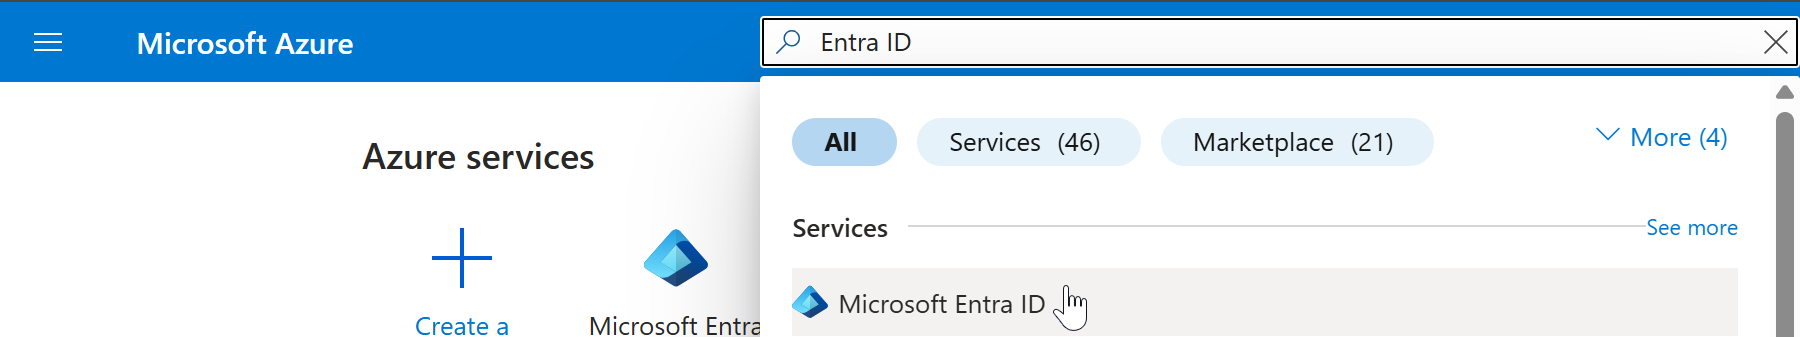 Microsoft Azure
Entra ID
All
Services (46)
Marketplace (21)
More (4)
Azure services
Services
See more
Microsoft Entra ID
Create a
Microsoft Entra